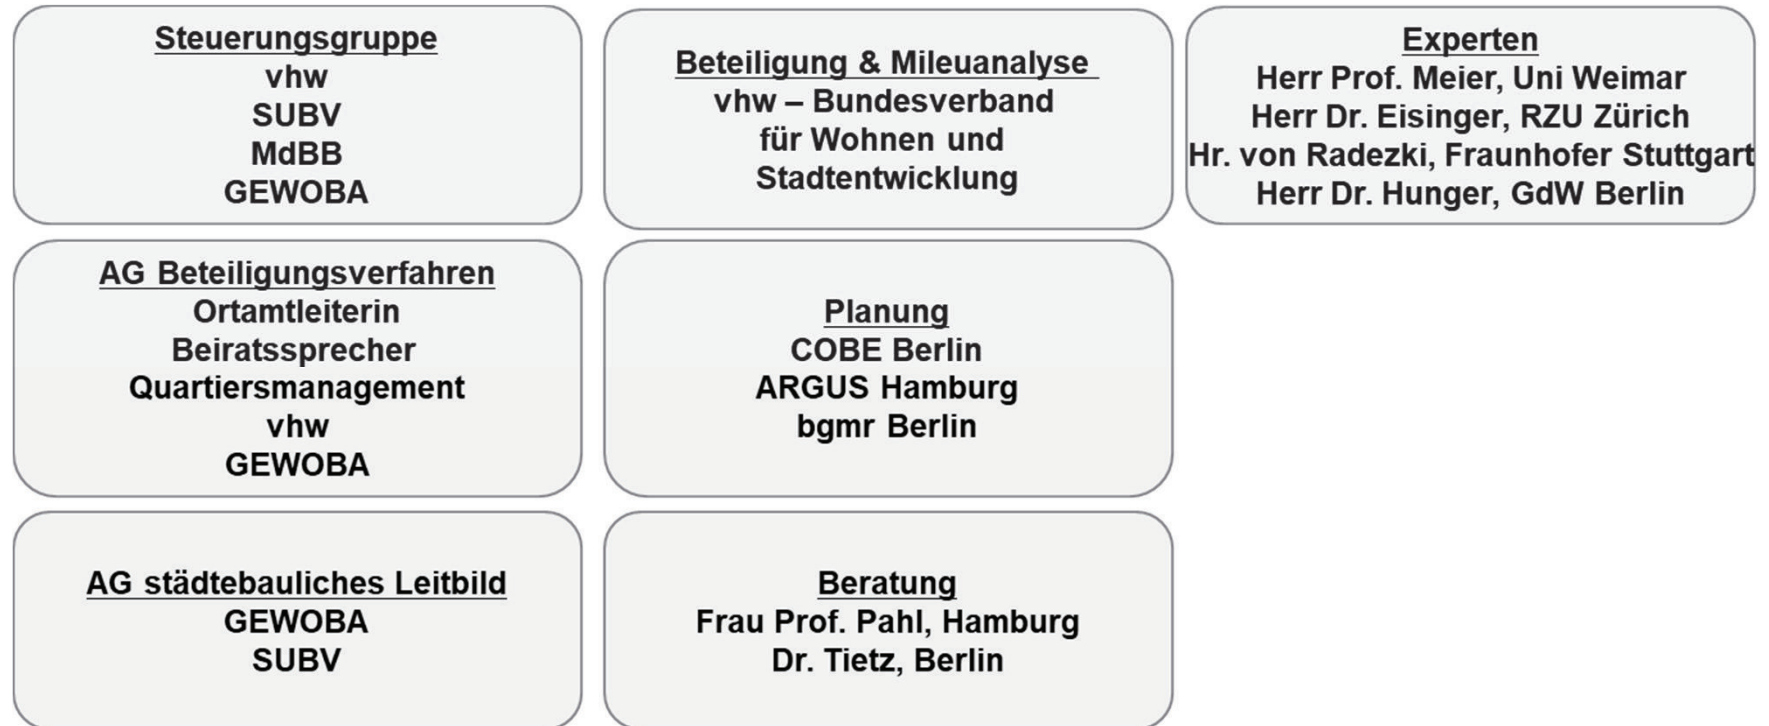 Steuerungsgruppe
vhw
SUBV
MdBB
GEWOBA
Beteiligung & Mileuanalyse
vhw – Bundesverband
für Wohnen und
Stadtentwicklung
Experten
Herr Prof. Meier, Uni Weimar
Herr Dr. Eisinger, RZU Zürich
Hr. von Radezki, Fraunhofer Stuttgart
Herr Dr. Hunger, GdW Berlin
AG Beteiligungsverfahren
Ortamtleiterin
Beiratssprecher
Quartiersmanagement
vhw
GEWOBA
Planung
COBE Berlin
ARGUS Hamburg
bgmr Berlin
AG städtebauliches Leitbild
GEWOBA
SUBV
Beratung
Frau Prof. Pahl, Hamburg
Dr. Tietz, Berlin